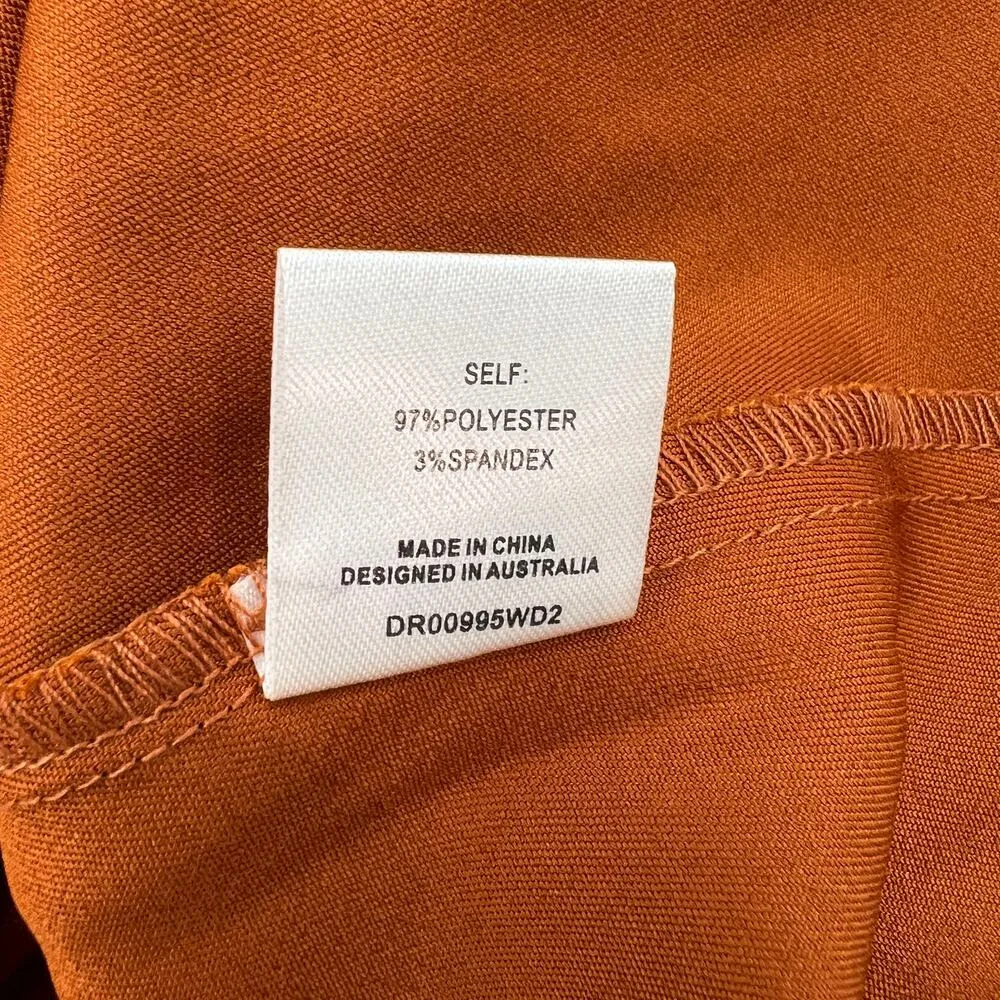 SELF:
97%POLYESTER
3%SPANDEX
MADE IN CHINA
DESIGNED IN AUSTRALIA
DR00995WD2